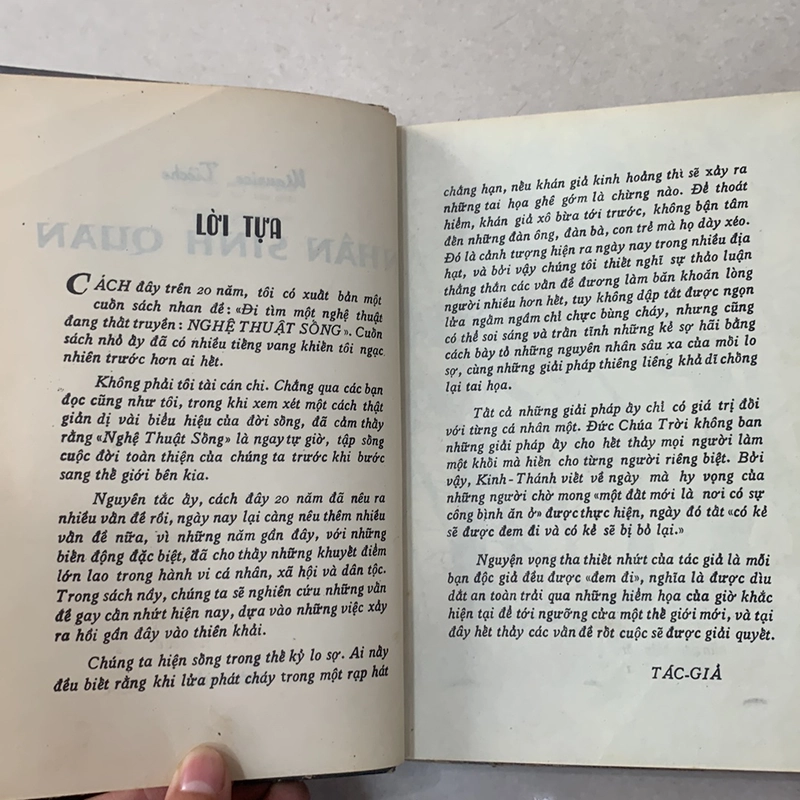 LỜI TỰA
CÁCH đây trên 20 năm, tôi có xuất bản một
cuốn sách nhan đề: «Đi tìm một nghệ thuật
đang thất truyền: NGHỆ THUẬT SỐNG». Cuốn
sách nhỏ ấy đã có nhiều tiếng vang khiến tôi ngạc
nhiên trước hơn ai hết.
Không phải tôi tài cán chi. Chẳng qua các bạn
đọc cũng như tôi, trong khi xem xét một cách thật
giản dị vài biểu hiệu của đời sống, đã cảm thấy
rằng «Nghệ Thuật Sống» là ngay tự giờ, tập sống
cuộc đời toàn thiện của chúng ta trước khi bước
sang thế giới bên kia.
Nguyên tắc ấy, cách đây 20 năm đã nêu ra
nhiều vấn đề rồi, ngày nay lại càng nêu thêm nhiều
vấn đề nữa, vì những năm gần đây, với những
biến động đặc biệt, đã cho thấy những khuyết điểm
lớn lao trong hành vi cá nhân, xã hội và dân tộc.
Trong sách nầy, chúng ta sẽ nghiên cứu những vấn
đề gay cấn nhứt hiện nay, dựa vào những việc xảy
ra hồi gần đây vào thiên khải.
Chúng ta hiện sống trong thế kỷ lo sợ. Ai nấy
đều biết rằng khi lửa phát cháy trong một rạp hát
chẳng hạn, nếu khán giả kinh hoảng thì sẽ xảy ra
những tai họa ghê gớm là chừng nào. Để thoát
hiểm, khán giả xô bừa tới trước, không bận tâm
đến những đàn ông, đàn bà, con trẻ mà họ dày xéo.
Đó là cảnh tượng hiện ra ngày nay trong nhiều địa
hạt, và bởi vậy chúng tôi thiết nghĩ sự thảo luận
thẳng thắn các vấn đề đương làm băn khoăn lòng
người nhiều hơn hết, tuy không dập tắt được ngọn
lửa ngấm ngầm chỉ chực bùng cháy, nhưng cũng
có thể soi sáng và trấn tĩnh những kẻ sợ hãi bằng
cách bày tỏ những nguyên nhân sâu xa của mối lo
sợ, cùng những giải pháp thiêng liêng khả dĩ chống
lại tai họa.
Tất cả những giải pháp ấy chỉ có giá trị đối
với từng cá nhân một. Đức Chúa Trời không ban
những giải pháp ấy cho hết thảy mọi người làm
một khối mà hiến cho từng người riêng biệt. Bởi
vậy, Kinh-Thánh viết về ngày mà hy vọng của
những người chờ mong «một đất mới là nơi có sự
công bình ăn ở» được thực hiện, ngày đó tất «có kẻ
sẽ được đem đi và có kẻ sẽ bị bỏ lại.»
Nguyện vọng tha thiết nhứt của tác giả là mỗi
bạn độc giả đều được «đem đi», nghĩa là được dìu
dắt an toàn trải qua những hiểm họa của giờ khắc
hiện tại để tới ngưỡng cửa một thế giới mới, và tại
đây hết thảy các vấn đề rốt cuộc sẽ được giải quyết.
TÁC-GIẢ